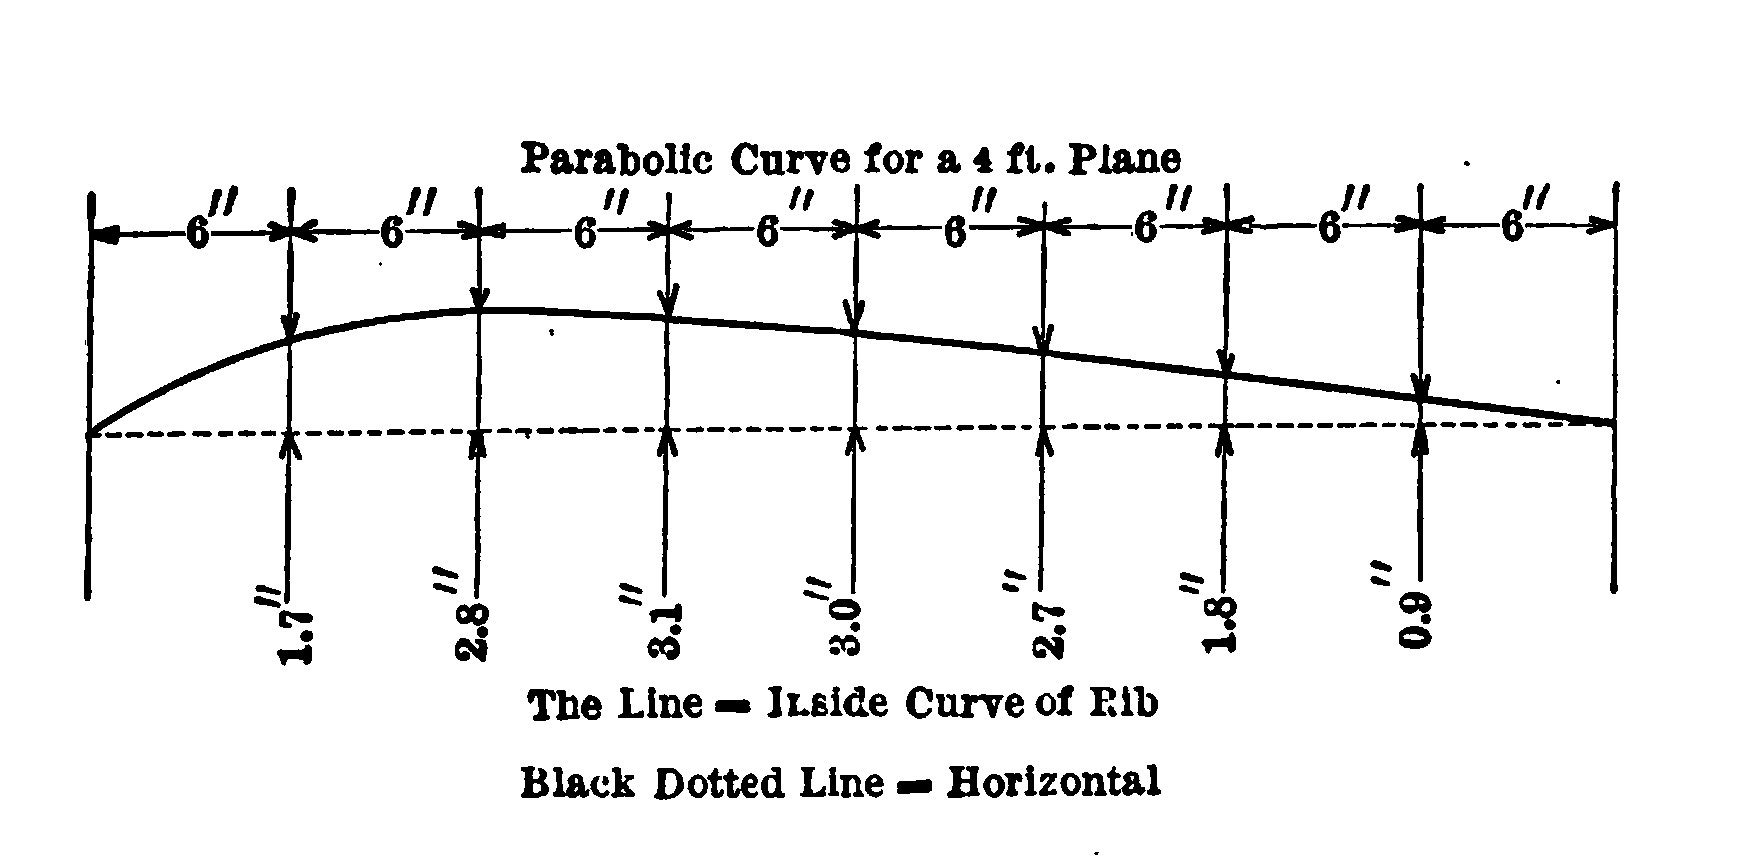 Parabolic Curve for a 4 ft. Plane
6" 6" 6" 6" 6" 6" 6" 6"
1.7" 2.8" 3.1" 3.0" 2.7" 1.8" 0.9"
The Line = Inside Curve of Rib
Black Dotted Line = Horizontal